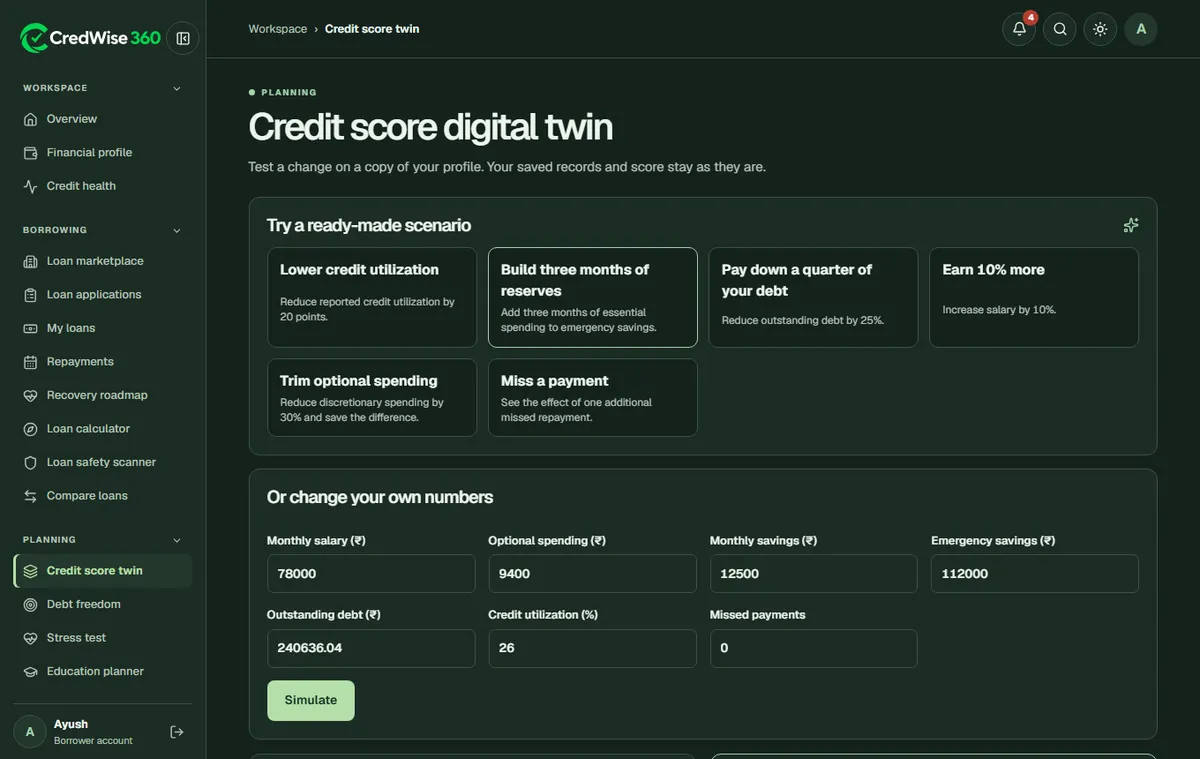 CredWise 360
WORKSPACE
Overview
Financial profile
Credit health
BORROWING
Loan marketplace
Loan applications
My loans
Repayments
Recovery roadmap
Loan calculator
Loan safety scanner
Compare loans
PLANNING
Credit score twin
Debt freedom
Stress test
Education planner
A
Ayush
Borrower account
Workspace › Credit score twin
4
A
PLANNING
Credit score digital twin
Test a change on a copy of your profile. Your saved records and score stay as they are.
Try a ready-made scenario
Lower credit utilization
Reduce reported credit utilization by
20 points.
Build three months of
reserves
Add three months of essential
spending to emergency savings.
Pay down a quarter of
your debt
Reduce outstanding debt by 25%.
Earn 10% more
Increase salary by 10%.
Trim optional spending
Reduce discretionary spending by
30% and save the difference.
Miss a payment
See the effect of one additional
missed repayment.
Or change your own numbers
Monthly salary (₹)
78000
Optional spending (₹)
9400
Monthly savings (₹)
12500
Emergency savings (₹)
112000
Outstanding debt (₹)
240636.04
Credit utilization (%)
26
Missed payments
0
Simulate